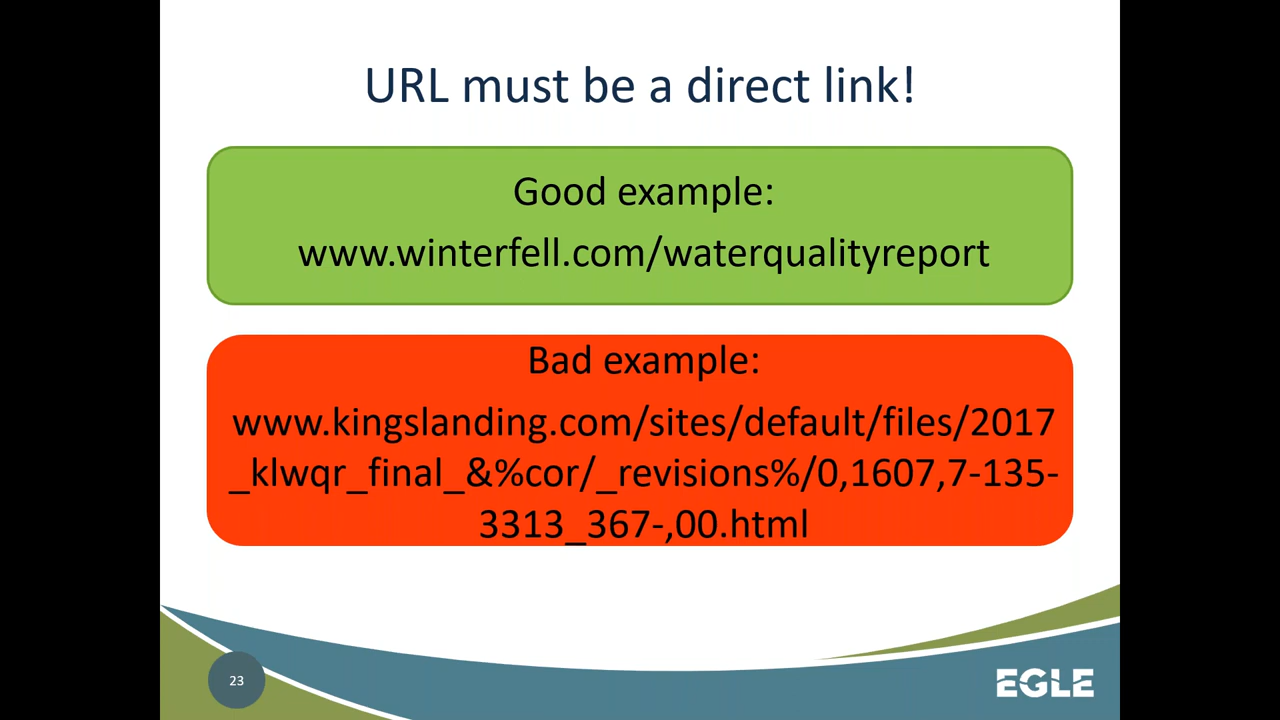 URL must be a direct link!
Good example:
www.winterfell.com/waterqualityreport
Bad example:
www.kingslanding.com/sites/default/files/2017
_klwqr_final_&%cor/_revisions%/0,1607,7-135-
3313_367-,00.html
23
EGLE